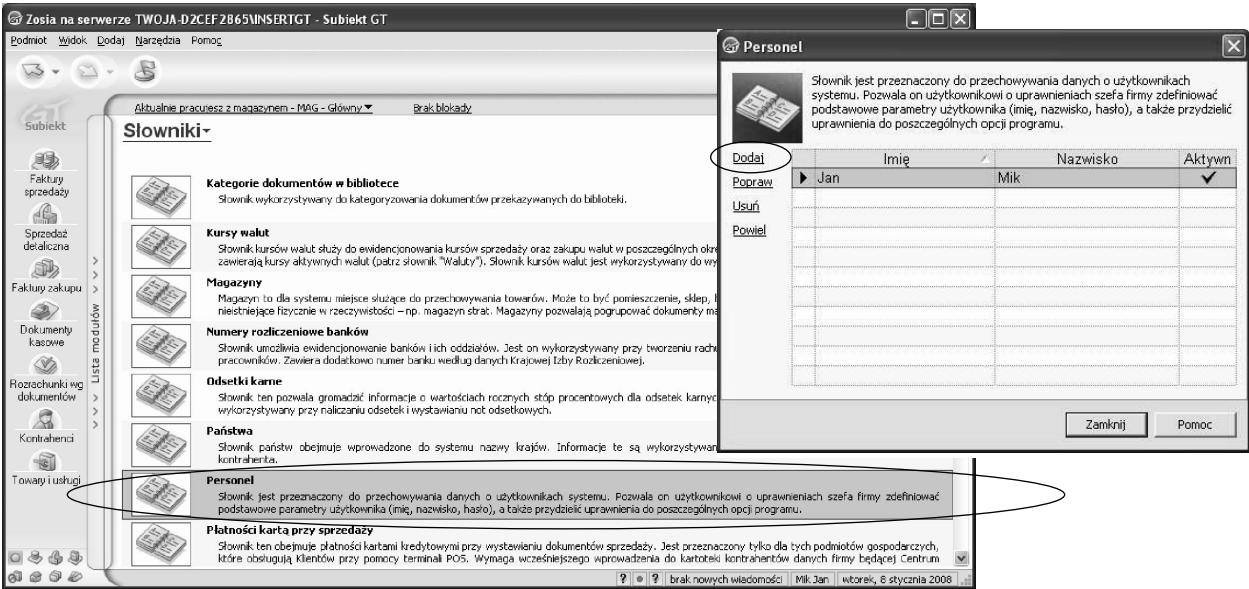 Zosia na serwerze TWOJA-D2CEF2865\INSERTGT - Subiekt GT
Podmiot Widok Dodaj Narzędzia Pomoc
GT
Subiekt
Aktualnie pracujesz z magazynem - MAG - Główny
Brak blokady
Słowniki
Faktury
sprzedaży
Sprzedaż
detaliczna
Faktury zakupu
Dokumenty
kasowe
Rozrachunki wg
dokumentów
Kontrahenci
Towary i usługi
Lista modułów
Kategorie dokumentów w bibliotece
Słownik wykorzystywany do kategoryzowania dokumentów przekazywanych do biblioteki.
Kursy walut
Słownik kursów walut służy do ewidencjonowania kursów sprzedaży oraz zakupu walut w poszczególnych okre
zawierają kursy aktywnych walut (patrz słownik "Waluty"). Słownik kursów walut jest wykorzystywany do wy
Magazyny
Magazyn to dla systemu miejsce służące do przechowywania towarów. Może to być pomieszczenie, sklep,
nieistniejące fizycznie w rzeczywistości – np. magazyn strat. Magazyny pozwalają pogrupować dokumenty ma
Numery rozliczeniowe banków
Słownik umożliwia ewidencjonowanie banków i ich oddziałów. Jest on wykorzystywany przy tworzeniu rach
pracowników. Zawiera dodatkowo numer banku według danych Krajowej Izby Rozliczeniowej.
Odsetki karne
Słownik ten pozwala gromadzić informacje o wartościach rocznych stóp procentowych dla odsetek karnyc
wykorzystywany przy naliczaniu odsetek i wystawianiu not odsetkowych.
Państwa
Słownik państw obejmuje wprowadzone do systemu nazwy krajów. Informacje te są wykorzystywan
kontrahenta.
Personel
Słownik jest przeznaczony do przechowywania danych o użytkownikach systemu. Pozwala on użytkownikowi o uprawnieniach szefa firmy zdefiniować
podstawowe parametry użytkownika (imię, nazwisko, hasło), a także przydzielić uprawnienia do poszczególnych opcji programu.
Płatności kartą przy sprzedaży
Słownik ten obejmuje płatności kartami kredytowymi przy wystawianiu dokumentów sprzedaży. Jest przeznaczony tylko dla tych podmiotów gospodarczych,
które obsługują Klientów przy pomocy terminali POS. Wymaga wcześniejszego wprowadzenia do kartoteki kontrahentów danych firmy będącej Centrum
brak nowych wiadomości Mik Jan wtorek, 8 stycznia 2008
Personel
Słownik jest przeznaczony do przechowywania danych o użytkownikach
systemu. Pozwala on użytkownikowi o uprawnieniach szefa firmy zdefiniować
podstawowe parametry użytkownika (imię, nazwisko, hasło), a także przydzielić
uprawnienia do poszczególnych opcji programu.
Dodaj
Popraw
Usuń
Powiel
Imię Nazwisko Aktywn
Jan Mik
Zamknij Pomoc